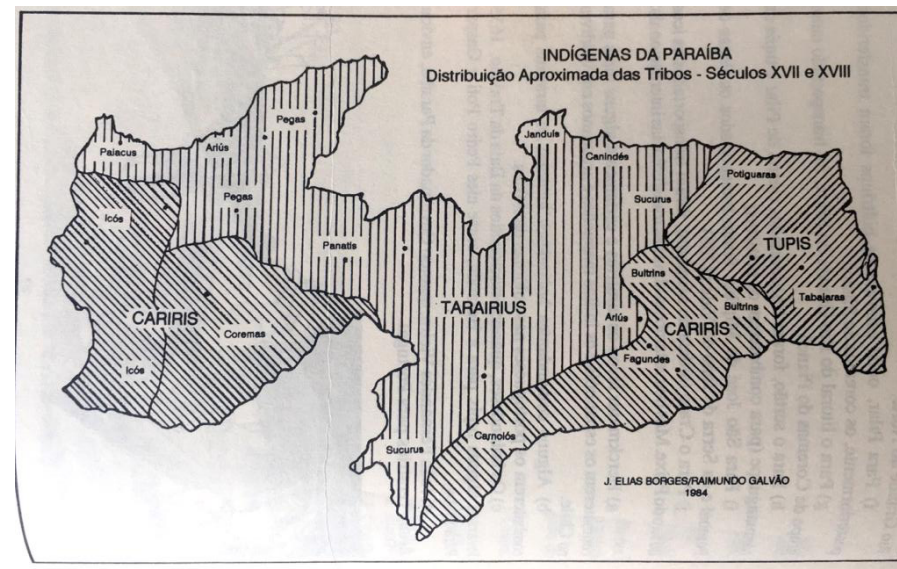 INDÍGENAS DA PARAÍBA
Distribuição Aproximada das Tribos - Séculos XVII e XVIII
Pegas
Janduís
Ariús
Paiacus
Canindés
Potiguaras
Pegas
Sucurus
Icós
Panatis
TUPIS
Bultrins
Tabajaras
Bultrins
TARAIRIUS
CARIRIS
Ariús
CARIRIS
Coremas
Fagundes
Icós
Carnoiós
Sucurus
J. ELIAS BORGES/RAIMUNDO GALVÃO
1984